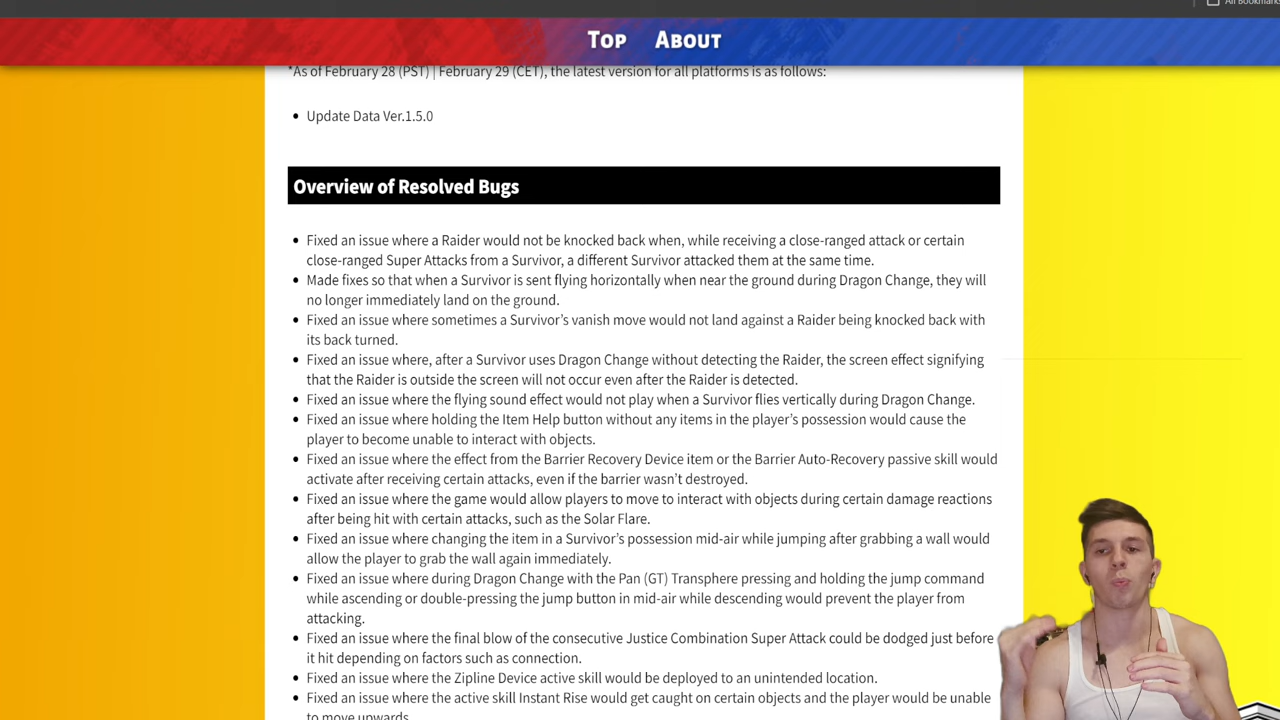 All Bookmarks
TOP ABOUT
*As of February 28 (PST) | February 29 (CET), the latest version for all platforms is as follows:
• Update Data Ver.1.5.0
Overview of Resolved Bugs
• Fixed an issue where a Raider would not be knocked back when, while receiving a close-ranged attack or certain
close-ranged Super Attacks from a Survivor, a different Survivor attacked them at the same time.
• Made fixes so that when a Survivor is sent flying horizontally when near the ground during Dragon Change, they will
no longer immediately land on the ground.
• Fixed an issue where sometimes a Survivor's vanish move would not land against a Raider being knocked back with
its back turned.
• Fixed an issue where, after a Survivor uses Dragon Change without detecting the Raider, the screen effect signifying
that the Raider is outside the screen will not occur even after the Raider is detected.
• Fixed an issue where the flying sound effect would not play when a Survivor flies vertically during Dragon Change.
• Fixed an issue where holding the Item Help button without any items in the player's possession would cause the
player to become unable to interact with objects.
• Fixed an issue where the effect from the Barrier Recovery Device item or the Barrier Auto-Recovery passive skill would
activate after receiving certain attacks, even if the barrier wasn't destroyed.
• Fixed an issue where the game would allow players to move to interact with objects during certain damage reactions
after being hit with certain attacks, such as the Solar Flare.
• Fixed an issue where changing the item in a Survivor's possession mid-air while jumping after grabbing a wall would
allow the player to grab the wall again immediately.
• Fixed an issue where during Dragon Change with the Pan (GT) Transphere pressing and holding the jump command
while ascending or double-pressing the jump button in mid-air while descending would prevent the player from
attacking.
• Fixed an issue where the final blow of the consecutive Justice Combination Super Attack could be dodged just before
it hit depending on factors such as connection.
• Fixed an issue where the Zipline Device active skill would be deployed to an unintended location.
• Fixed an issue where the active skill Instant Rise would get caught on certain objects and the player would be unable
to move upwards.